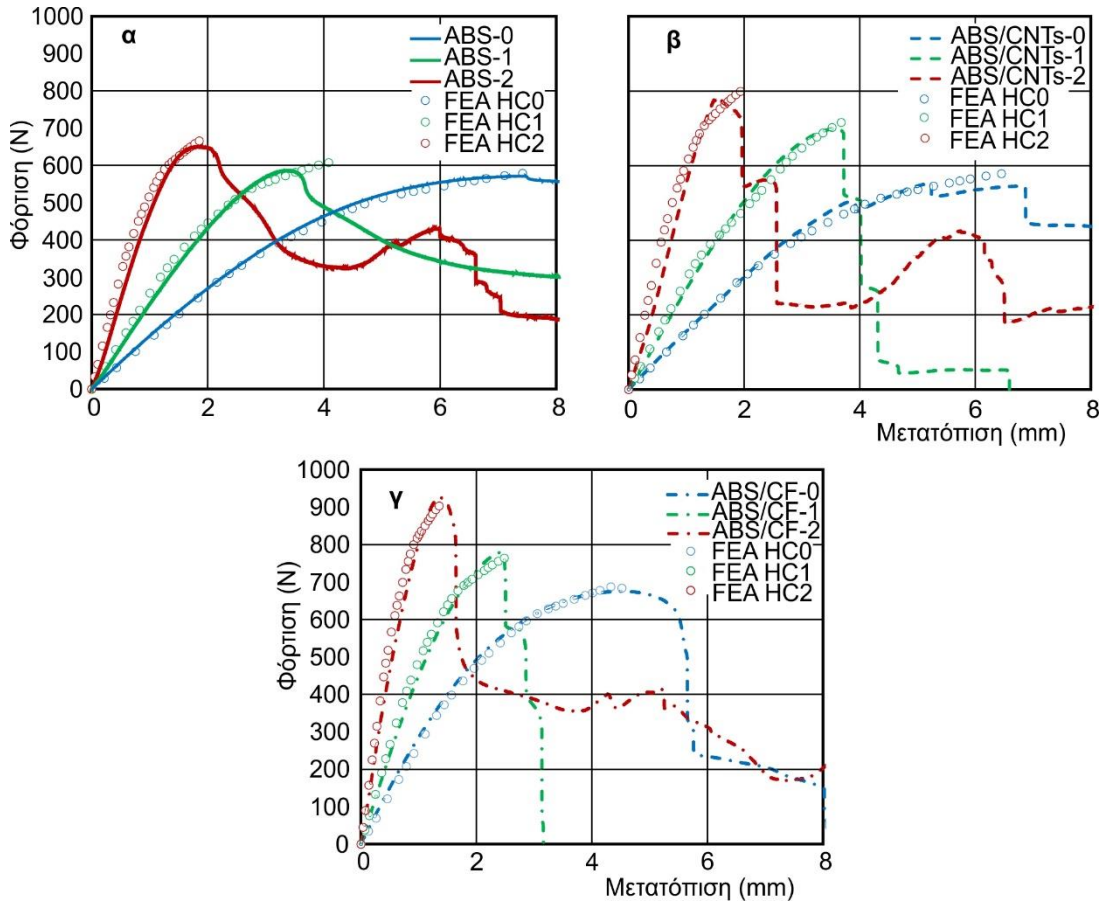 α
ABS-0
ABS-1
ABS-2
FEA HC0
FEA HC1
FEA HC2
1000
900
800
700
600
500
400
300
200
100
0
Φόρτιση (N)
0 2 4 6 8
β
ABS/CNTs-0
ABS/CNTs-1
ABS/CNTs-2
FEA HC0
FEA HC1
FEA HC2
0 2 4 6 8
Μετατόπιση (mm)
γ
ABS/CF-0
ABS/CF-1
ABS/CF-2
FEA HC0
FEA HC1
FEA HC2
1000
900
800
700
600
500
400
300
200
100
0
Φόρτιση (N)
0 2 4 6 8
Μετατόπιση (mm)